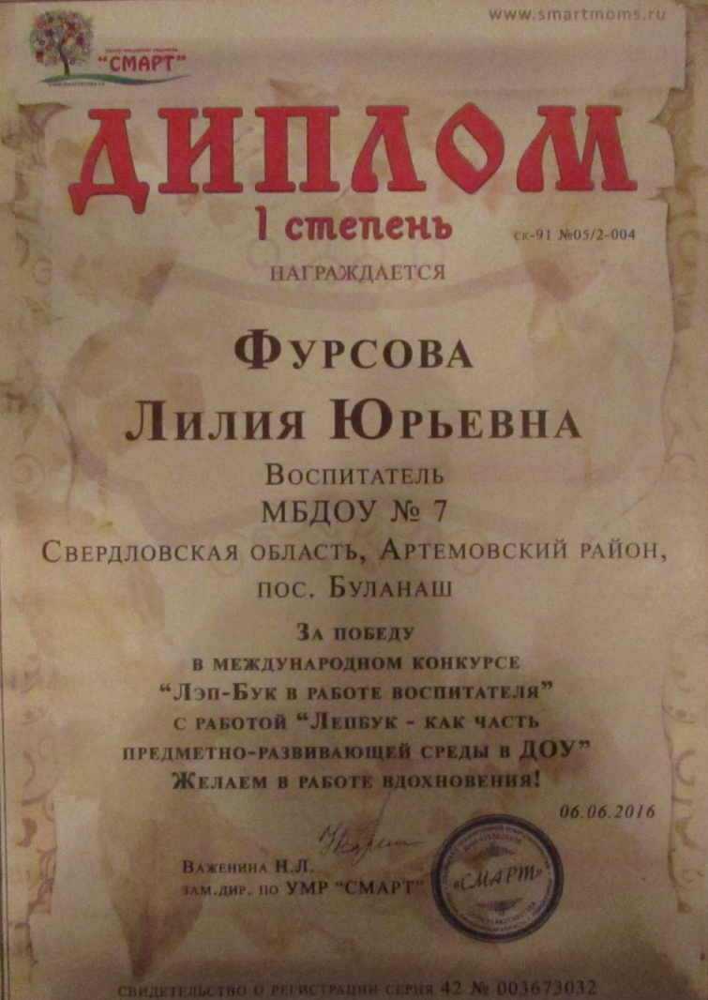 www.smartmoms.ru
"СМАРТ"
ДИПЛОМ
I степень
ск-91 №05/2-004
НАГРАЖДАЕТСЯ
ФУРСОВА
ЛИЛИЯ ЮРЬЕВНА
ВОСПИТАТЕЛЬ
МБДОУ № 7
СВЕРДЛОВСКАЯ ОБЛАСТЬ, АРТЕМОВСКИЙ РАЙОН,
ПОС. БУЛАНАШ
ЗА ПОБЕДУ
В МЕЖДУНАРОДНОМ КОНКУРСЕ
"ЛЭП-БУК В РАБОТЕ ВОСПИТАТЕЛЯ"
С РАБОТОЙ "ЛЕПБУК - КАК ЧАСТЬ
ПРЕДМЕТНО-РАЗВИВАЮЩЕЙ СРЕДЫ В ДОУ"
ЖЕЛАЕМ В РАБОТЕ ВДОХНОВЕНИЯ!
06.06.2016
ВАЖЕНИНА Н.Л.
ЗАМ.ДИР. ПО УМР "СМАРТ"
«СМАРТ»
СВИДЕТЕЛЬСТВО О РЕГИСТРАЦИИ СЕРИЯ 42 № 003673032